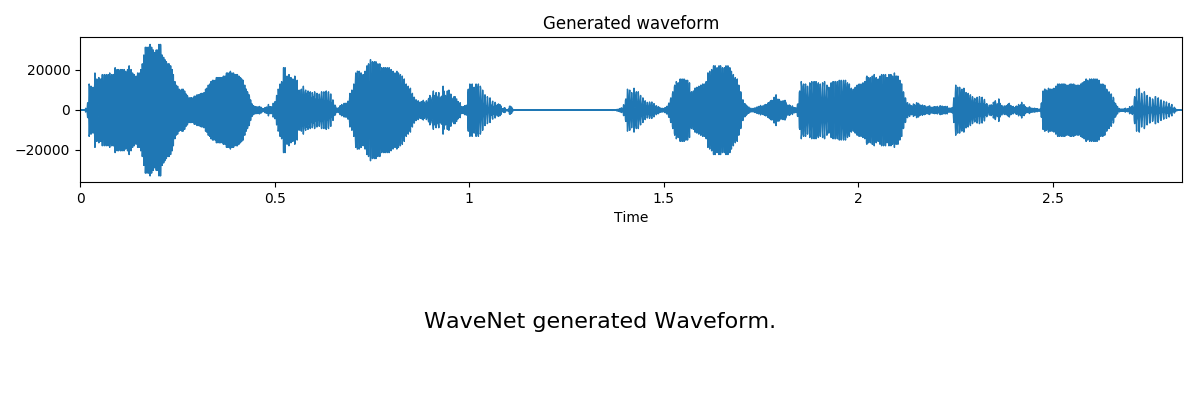 Generated waveform
20000
0
−20000
0 0.5 1 1.5 2 2.5
Time
WaveNet generated Waveform.